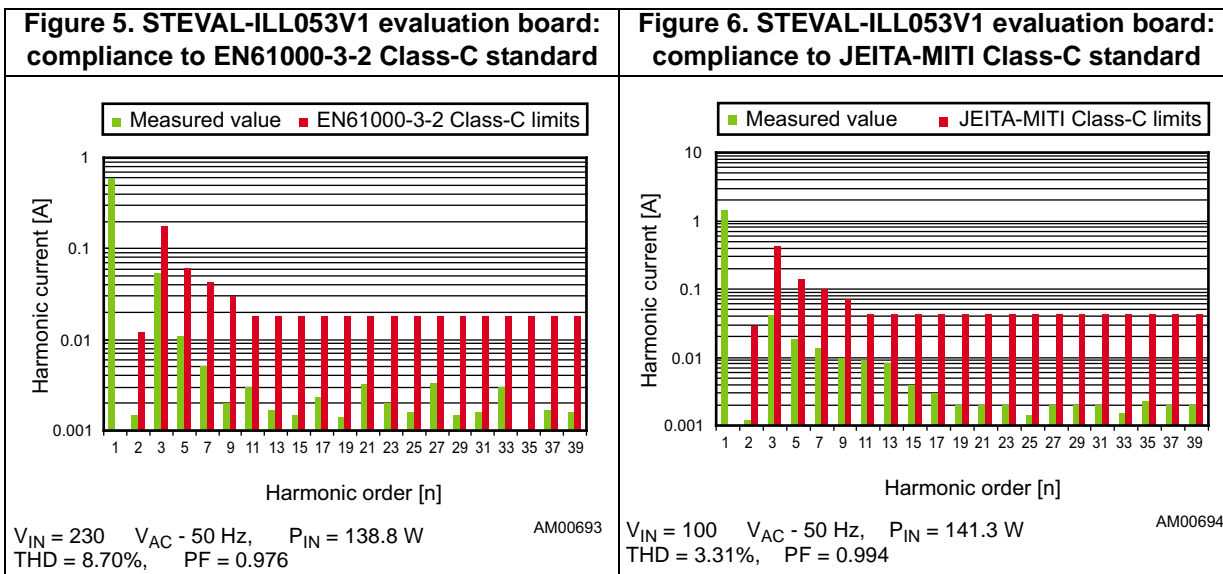 Figure 5. STEVAL-ILL053V1 evaluation board:
compliance to EN61000-3-2 Class-C standard
Measured value EN61000-3-2 Class-C limits
Harmonic current [A]
1
0.1
0.01
0.001
1 2 3 5 7 9 11 13 15 17 19 21 23 25 27 29 31 33 35 37 39
Harmonic order [n]
VIN = 230 VAC - 50 Hz, PIN = 138.8 W
THD = 8.70%, PF = 0.976
AM00693
Figure 6. STEVAL-ILL053V1 evaluation board:
compliance to JEITA-MITI Class-C standard
Measured value JEITA-MITI Class-C limits
Harmonic current [A]
10
1
0.1
0.01
0.001
1 2 3 5 7 9 11 13 15 17 19 21 23 25 27 29 31 33 35 37 39
Harmonic order [n]
VIN = 100 VAC - 50 Hz, PIN = 141.3 W
THD = 3.31%, PF = 0.994
AM00694